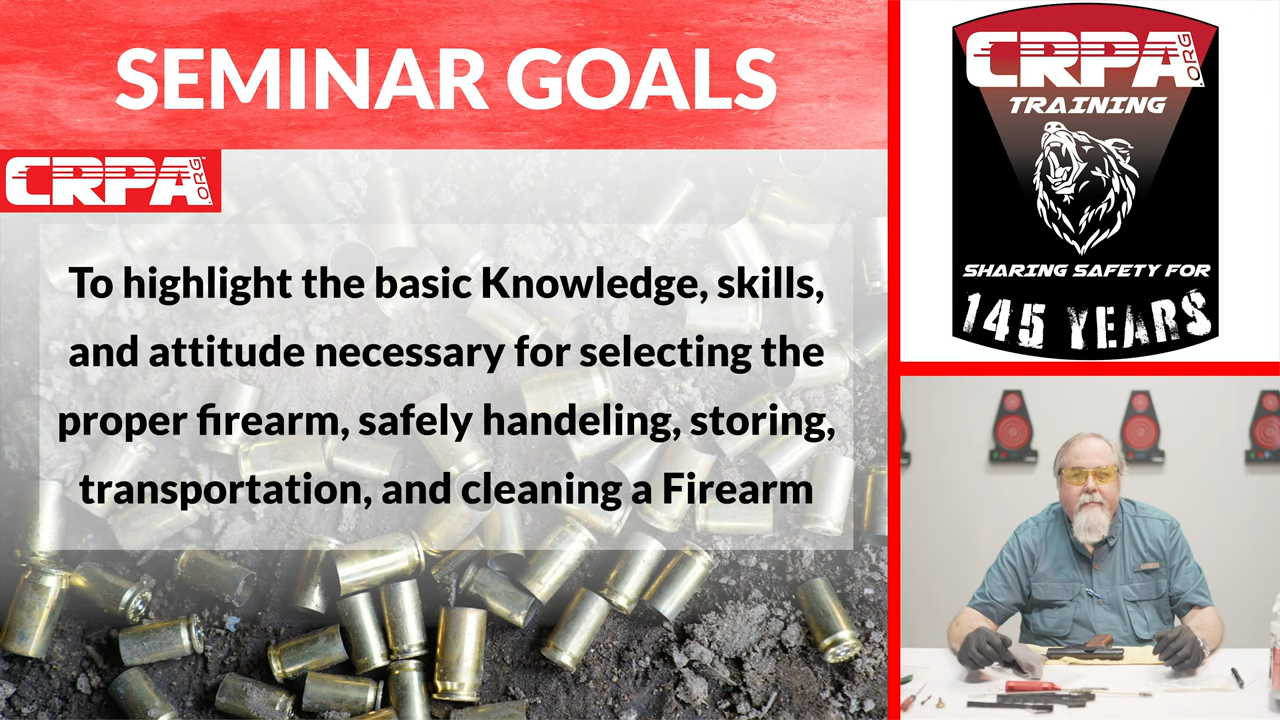 SEMINAR GOALS
CRPA.ORG
To highlight the basic Knowledge, skills,
and attitude necessary for selecting the
proper firearm, safely handeling, storing,
transportation, and cleaning a Firearm
CRPA.ORG
TRAINING
SHARING SAFETY FOR
145 YEARS